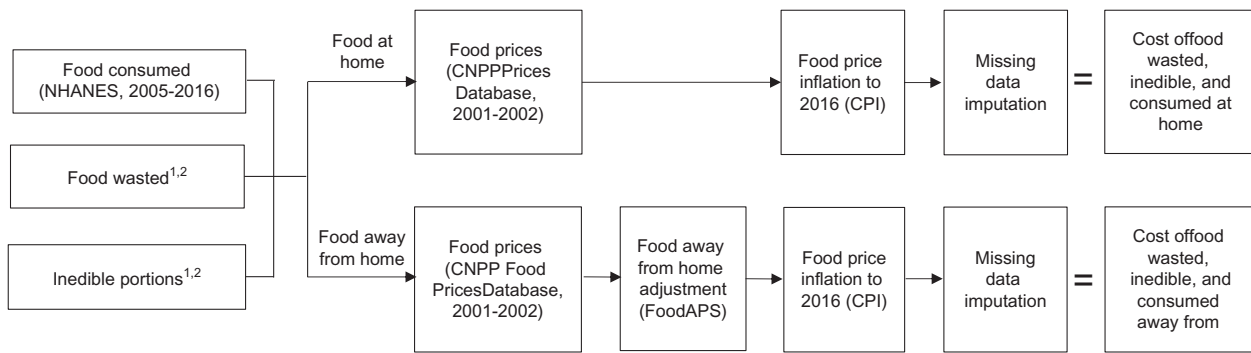 Food consumed
(NHANES, 2005-2016)
Food wasted1,2
Inedible portions1,2
Food at
home
Food prices
(CNPPPrices
Database,
2001-2002)
Food price
inflation to
2016 (CPI)
Missing
data
imputation
=
Cost offood
wasted,
inedible, and
consumed at
home
Food away
from home
Food prices
(CNPP Food
PricesDatabase,
2001-2002)
Food away
from home
adjustment
(FoodAPS)
Food price
inflation to
2016 (CPI)
Missing
data
imputation
=
Cost offood
wasted,
inedible, and
consumed
away from